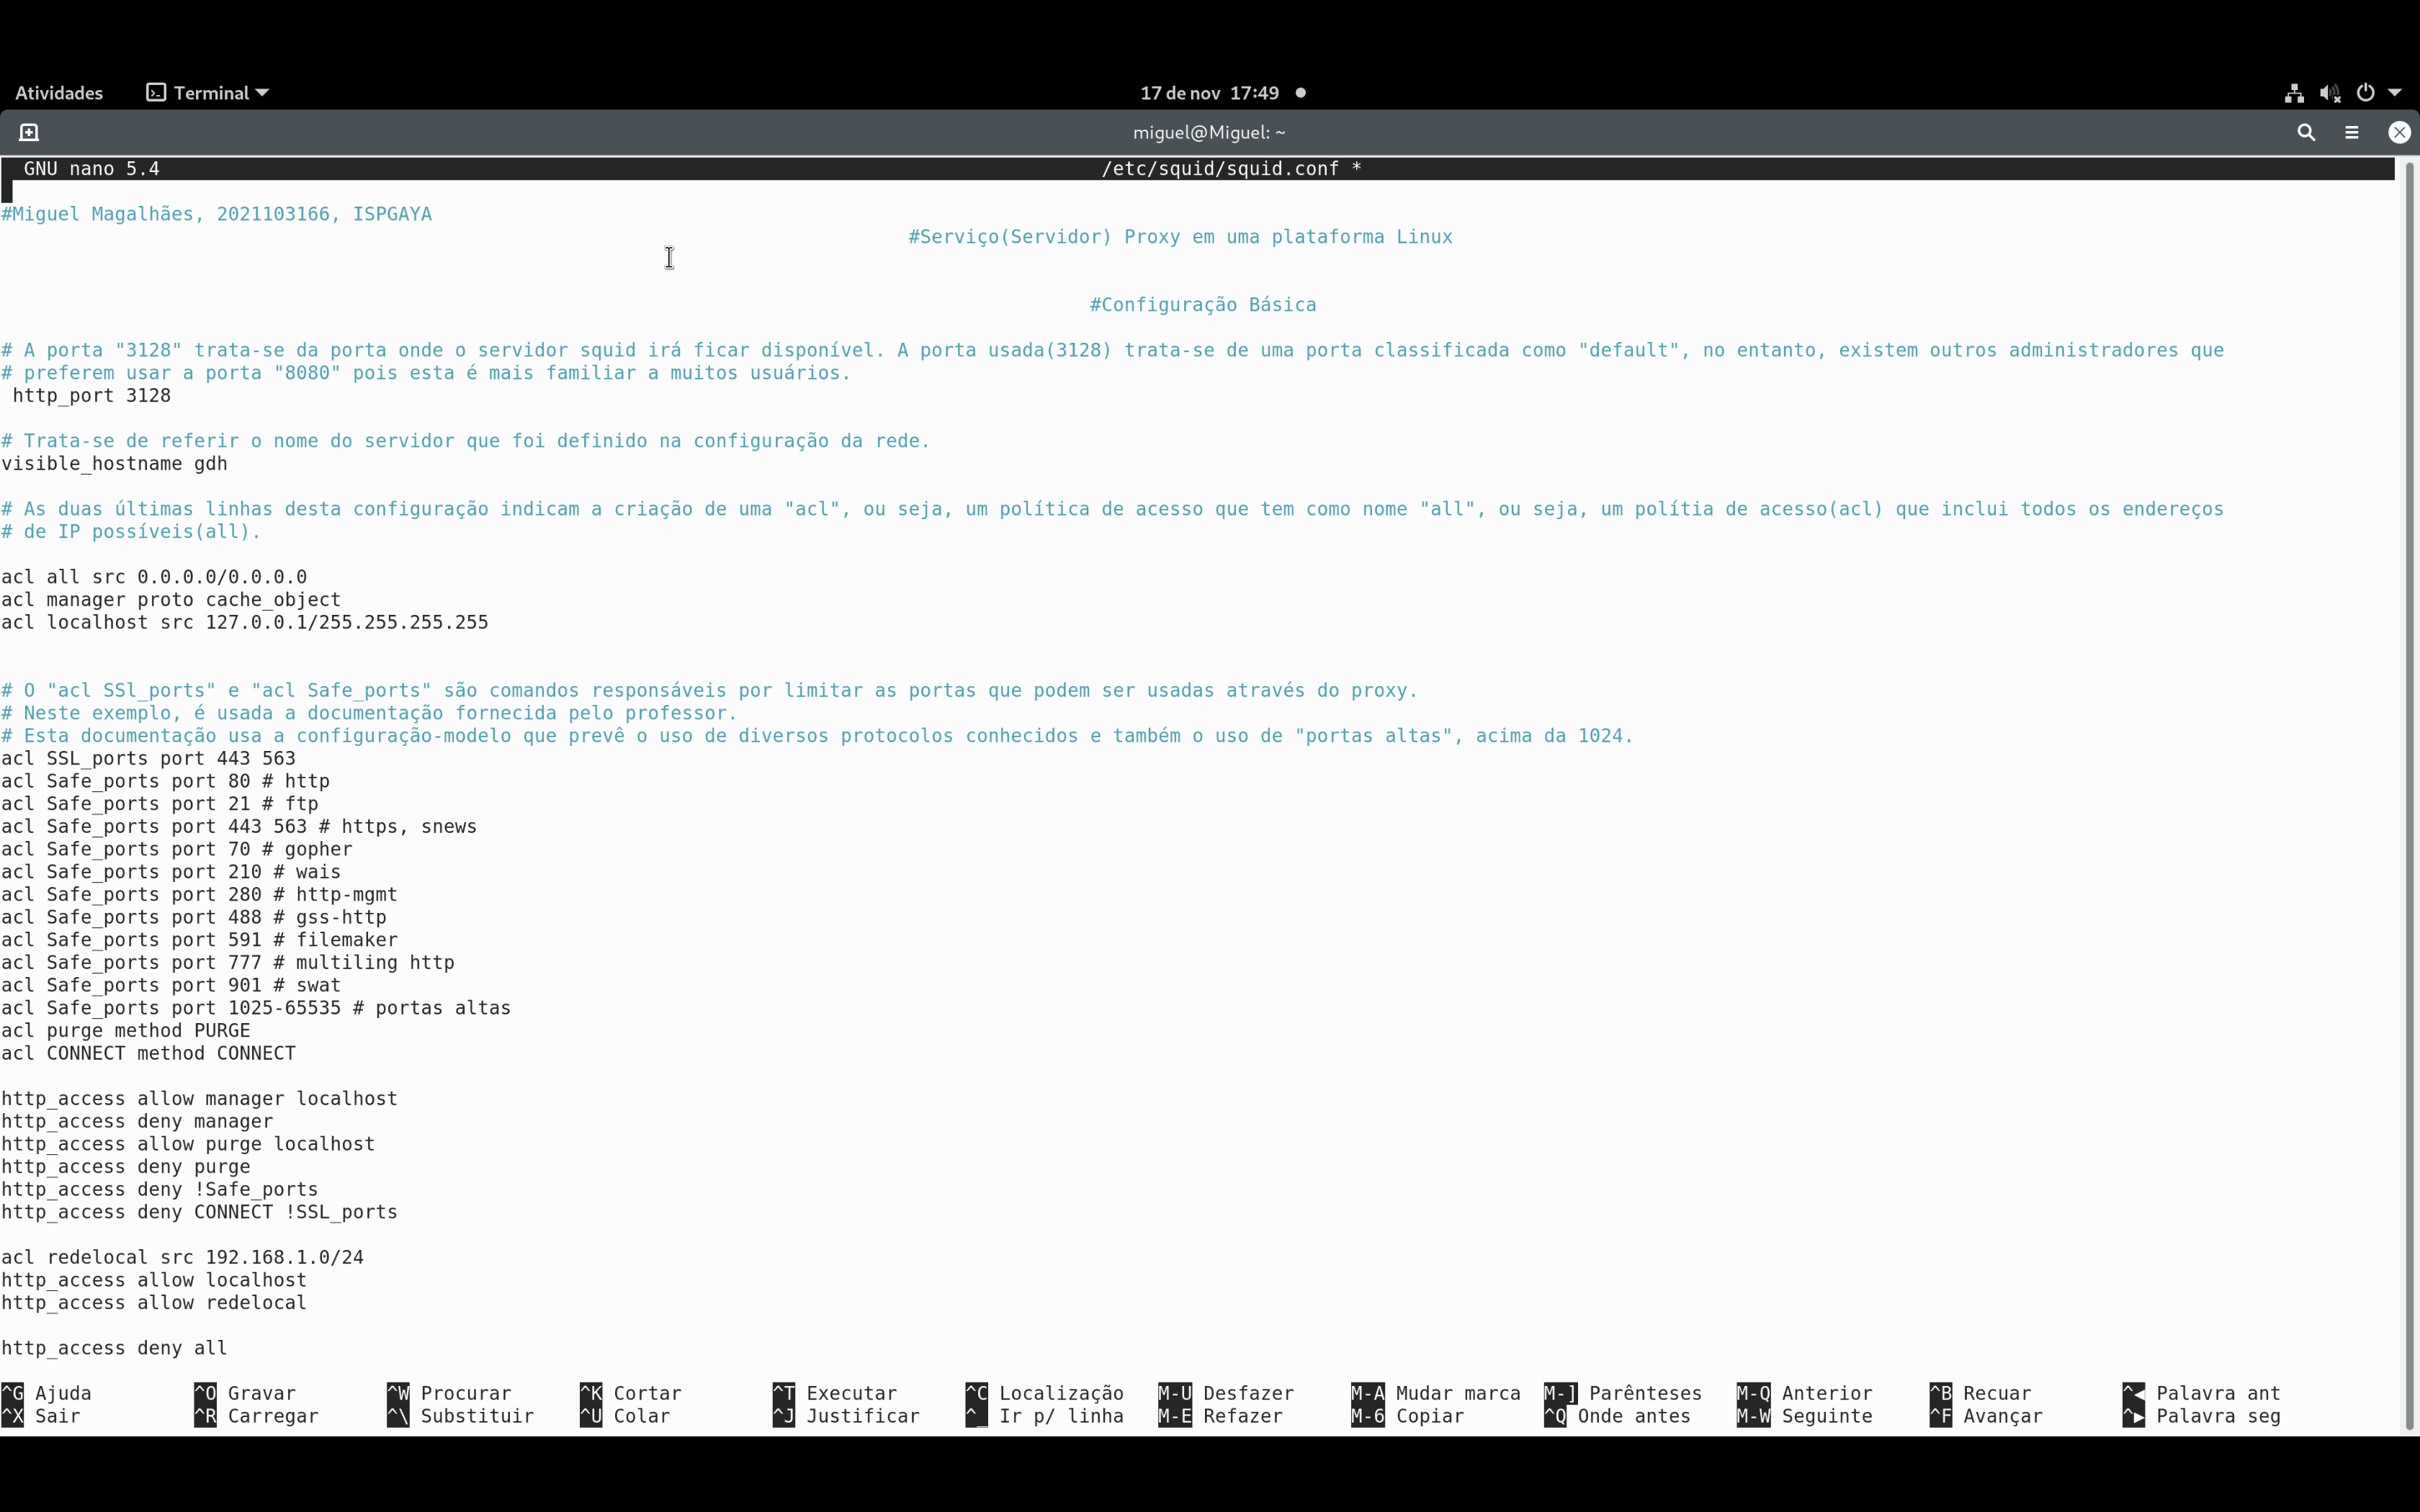 Atividades Terminal 17 de nov 17:49
miguel@Miguel: ~
GNU nano 5.4 /etc/squid/squid.conf *
#Miguel Magalhães, 2021103166, ISPGAYA
#Serviço(Servidor) Proxy em uma plataforma Linux
#Configuração Básica
# A porta "3128" trata-se da porta onde o servidor squid irá ficar disponível. A porta usada(3128) trata-se de uma porta classificada como "default", no entanto, existem outros administradores que
# preferem usar a porta "8080" pois esta é mais familiar a muitos usuários.
http_port 3128
# Trata-se de referir o nome do servidor que foi definido na configuração da rede.
visible_hostname gdh
# As duas últimas linhas desta configuração indicam a criação de uma "acl", ou seja, um política de acesso que tem como nome "all", ou seja, um polítia de acesso(acl) que inclui todos os endereços
# de IP possíveis(all).
acl all src 0.0.0.0/0.0.0.0
acl manager proto cache_object
acl localhost src 127.0.0.1/255.255.255.255
# O "acl SSl_ports" e "acl Safe_ports" são comandos responsáveis por limitar as portas que podem ser usadas através do proxy.
# Neste exemplo, é usada a documentação fornecida pelo professor.
# Esta documentação usa a configuração-modelo que prevê o uso de diversos protocolos conhecidos e também o uso de "portas altas", acima da 1024.
acl SSL_ports port 443 563
acl Safe_ports port 80 # http
acl Safe_ports port 21 # ftp
acl Safe_ports port 443 563 # https, snews
acl Safe_ports port 70 # gopher
acl Safe_ports port 210 # wais
acl Safe_ports port 280 # http-mgmt
acl Safe_ports port 488 # gss-http
acl Safe_ports port 591 # filemaker
acl Safe_ports port 777 # multiling http
acl Safe_ports port 901 # swat
acl Safe_ports port 1025-65535 # portas altas
acl purge method PURGE
acl CONNECT method CONNECT
http_access allow manager localhost
http_access deny manager
http_access allow purge localhost
http_access deny purge
http_access deny !Safe_ports
http_access deny CONNECT !SSL_ports
acl redelocal src 192.168.1.0/24
http_access allow localhost
http_access allow redelocal
http_access deny all
^G Ajuda ^O Gravar ^W Procurar ^K Cortar ^T Executar ^C Localização M-U Desfazer M-A Mudar marca M-] Parênteses M-Q Anterior ^B Recuar ^◀ Palavra ant
^X Sair ^R Carregar ^\ Substituir ^U Colar ^J Justificar ^_ Ir p/ linha M-E Refazer M-6 Copiar ^Q Onde antes M-W Seguinte ^F Avançar ^▶ Palavra seg